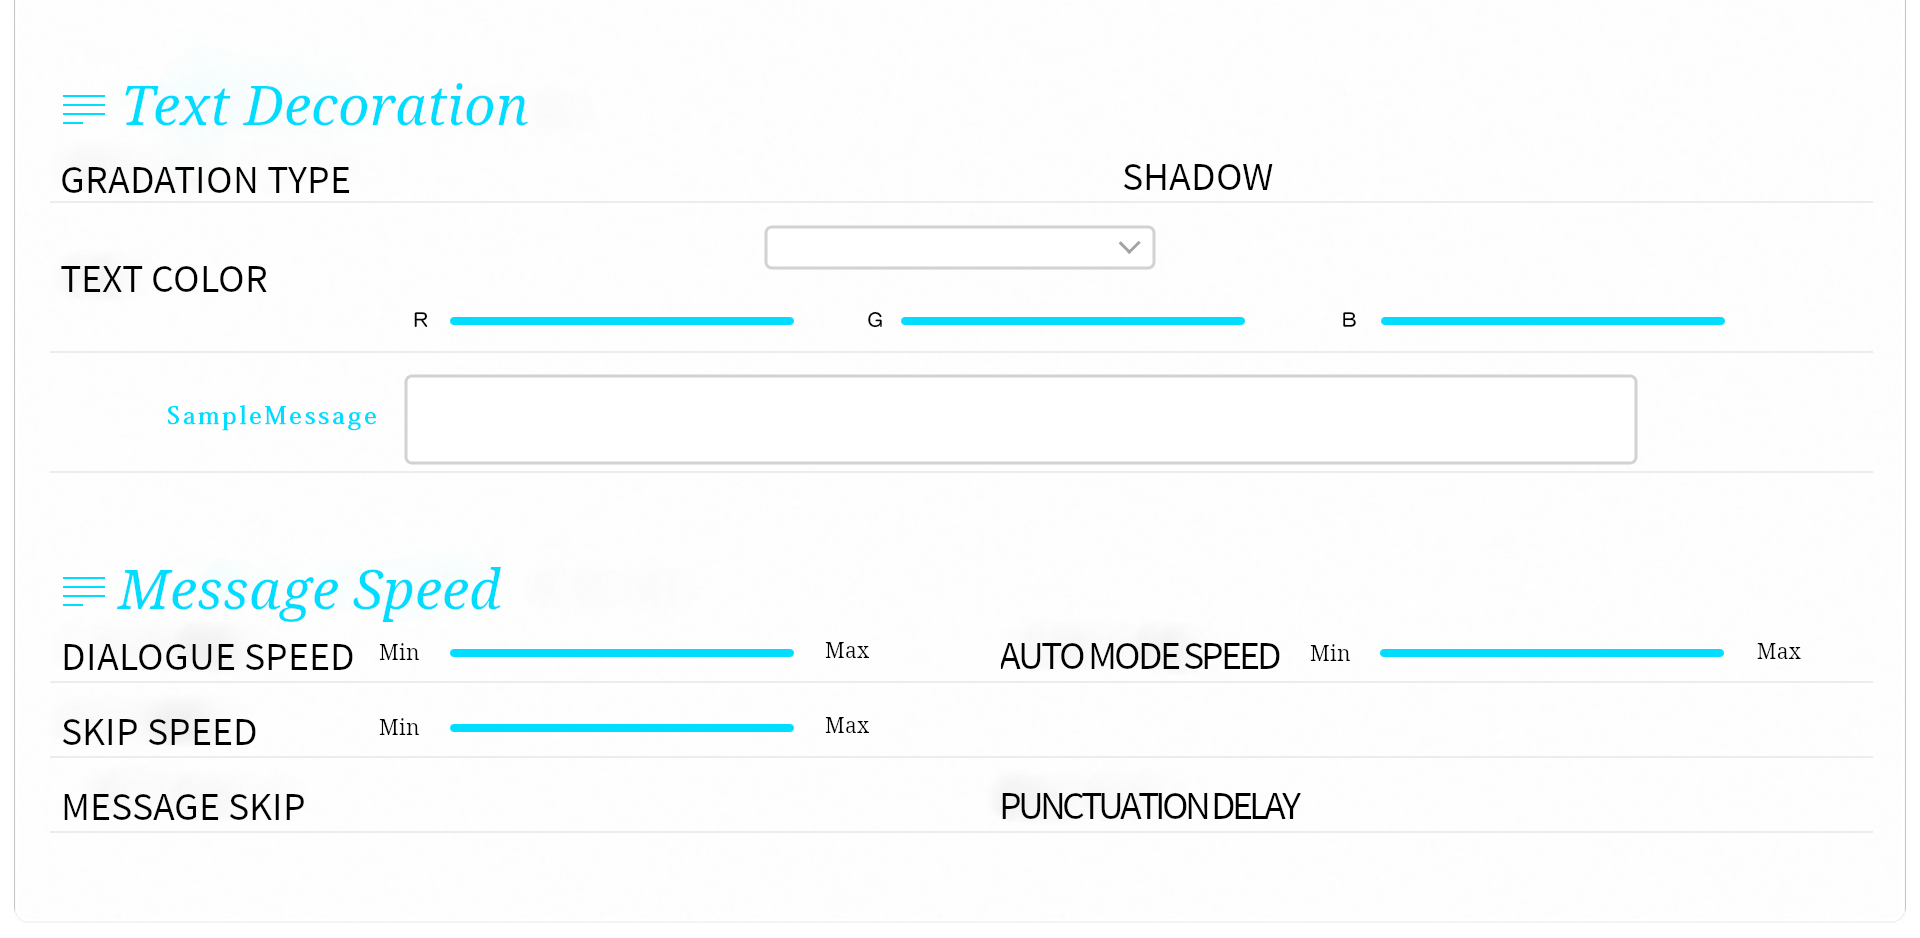 Text Decoration
GRADATION TYPE SHADOW
TEXT COLOR
R G B
SampleMessage
Message Speed
DIALOGUE SPEED Min Max AUTO MODE SPEED Min Max
SKIP SPEED Min Max
MESSAGE SKIP PUNCTUATION DELAY